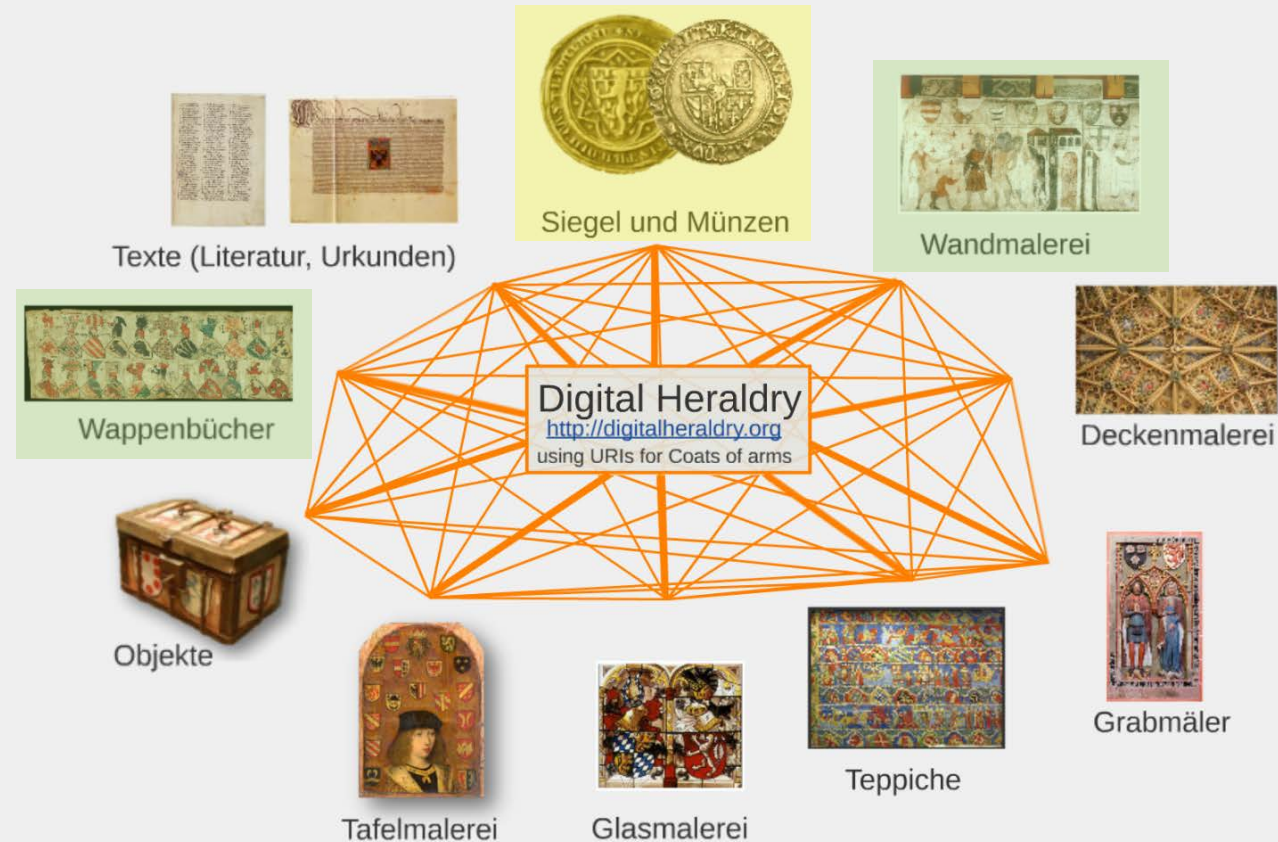 Siegel und Münzen
Texte (Literatur, Urkunden)
Wandmalerei
Wappenbücher
Digital Heraldry
http://digitalheraldry.org
using URIs for Coats of arms
Deckenmalerei
Objekte
Grabmäler
Teppiche
Tafelmalerei
Glasmalerei